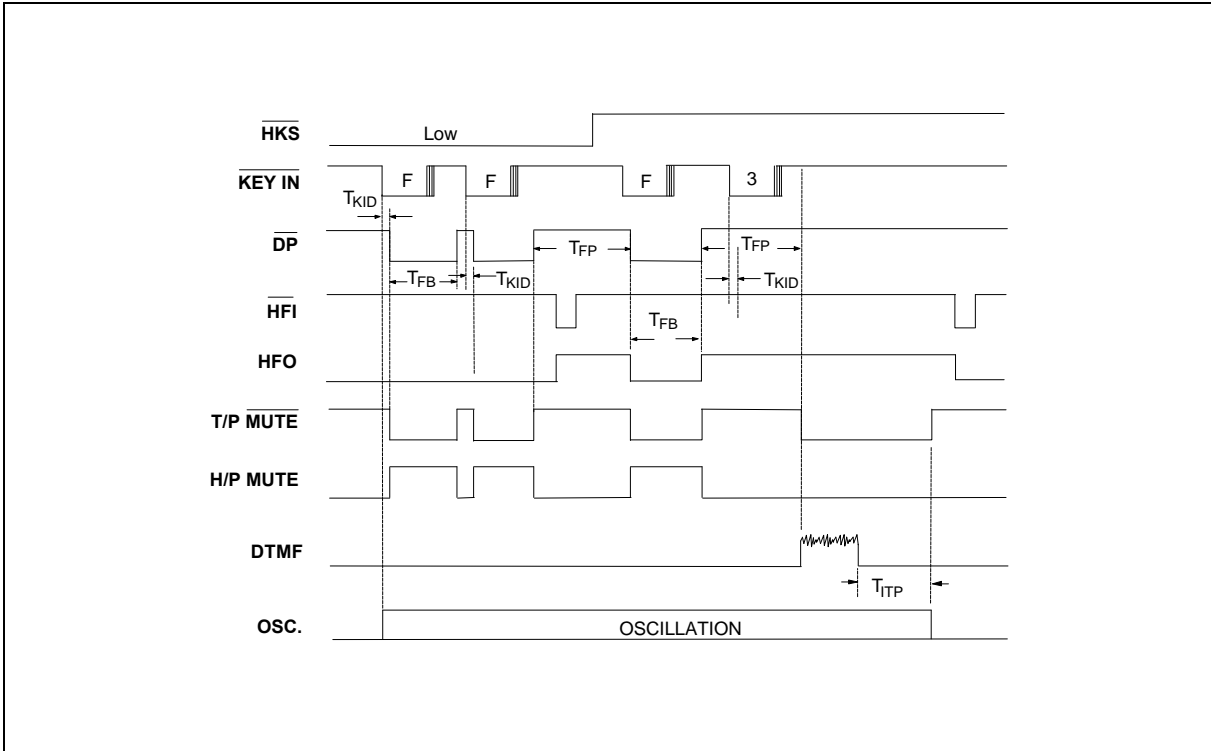 HKS Low
KEY IN F F F 3
TKID
DP TFP TFP
TFB TKID TKID
HFI
TFB
HFO
T/P MUTE
H/P MUTE
DTMF
TITP
OSC. OSCILLATION